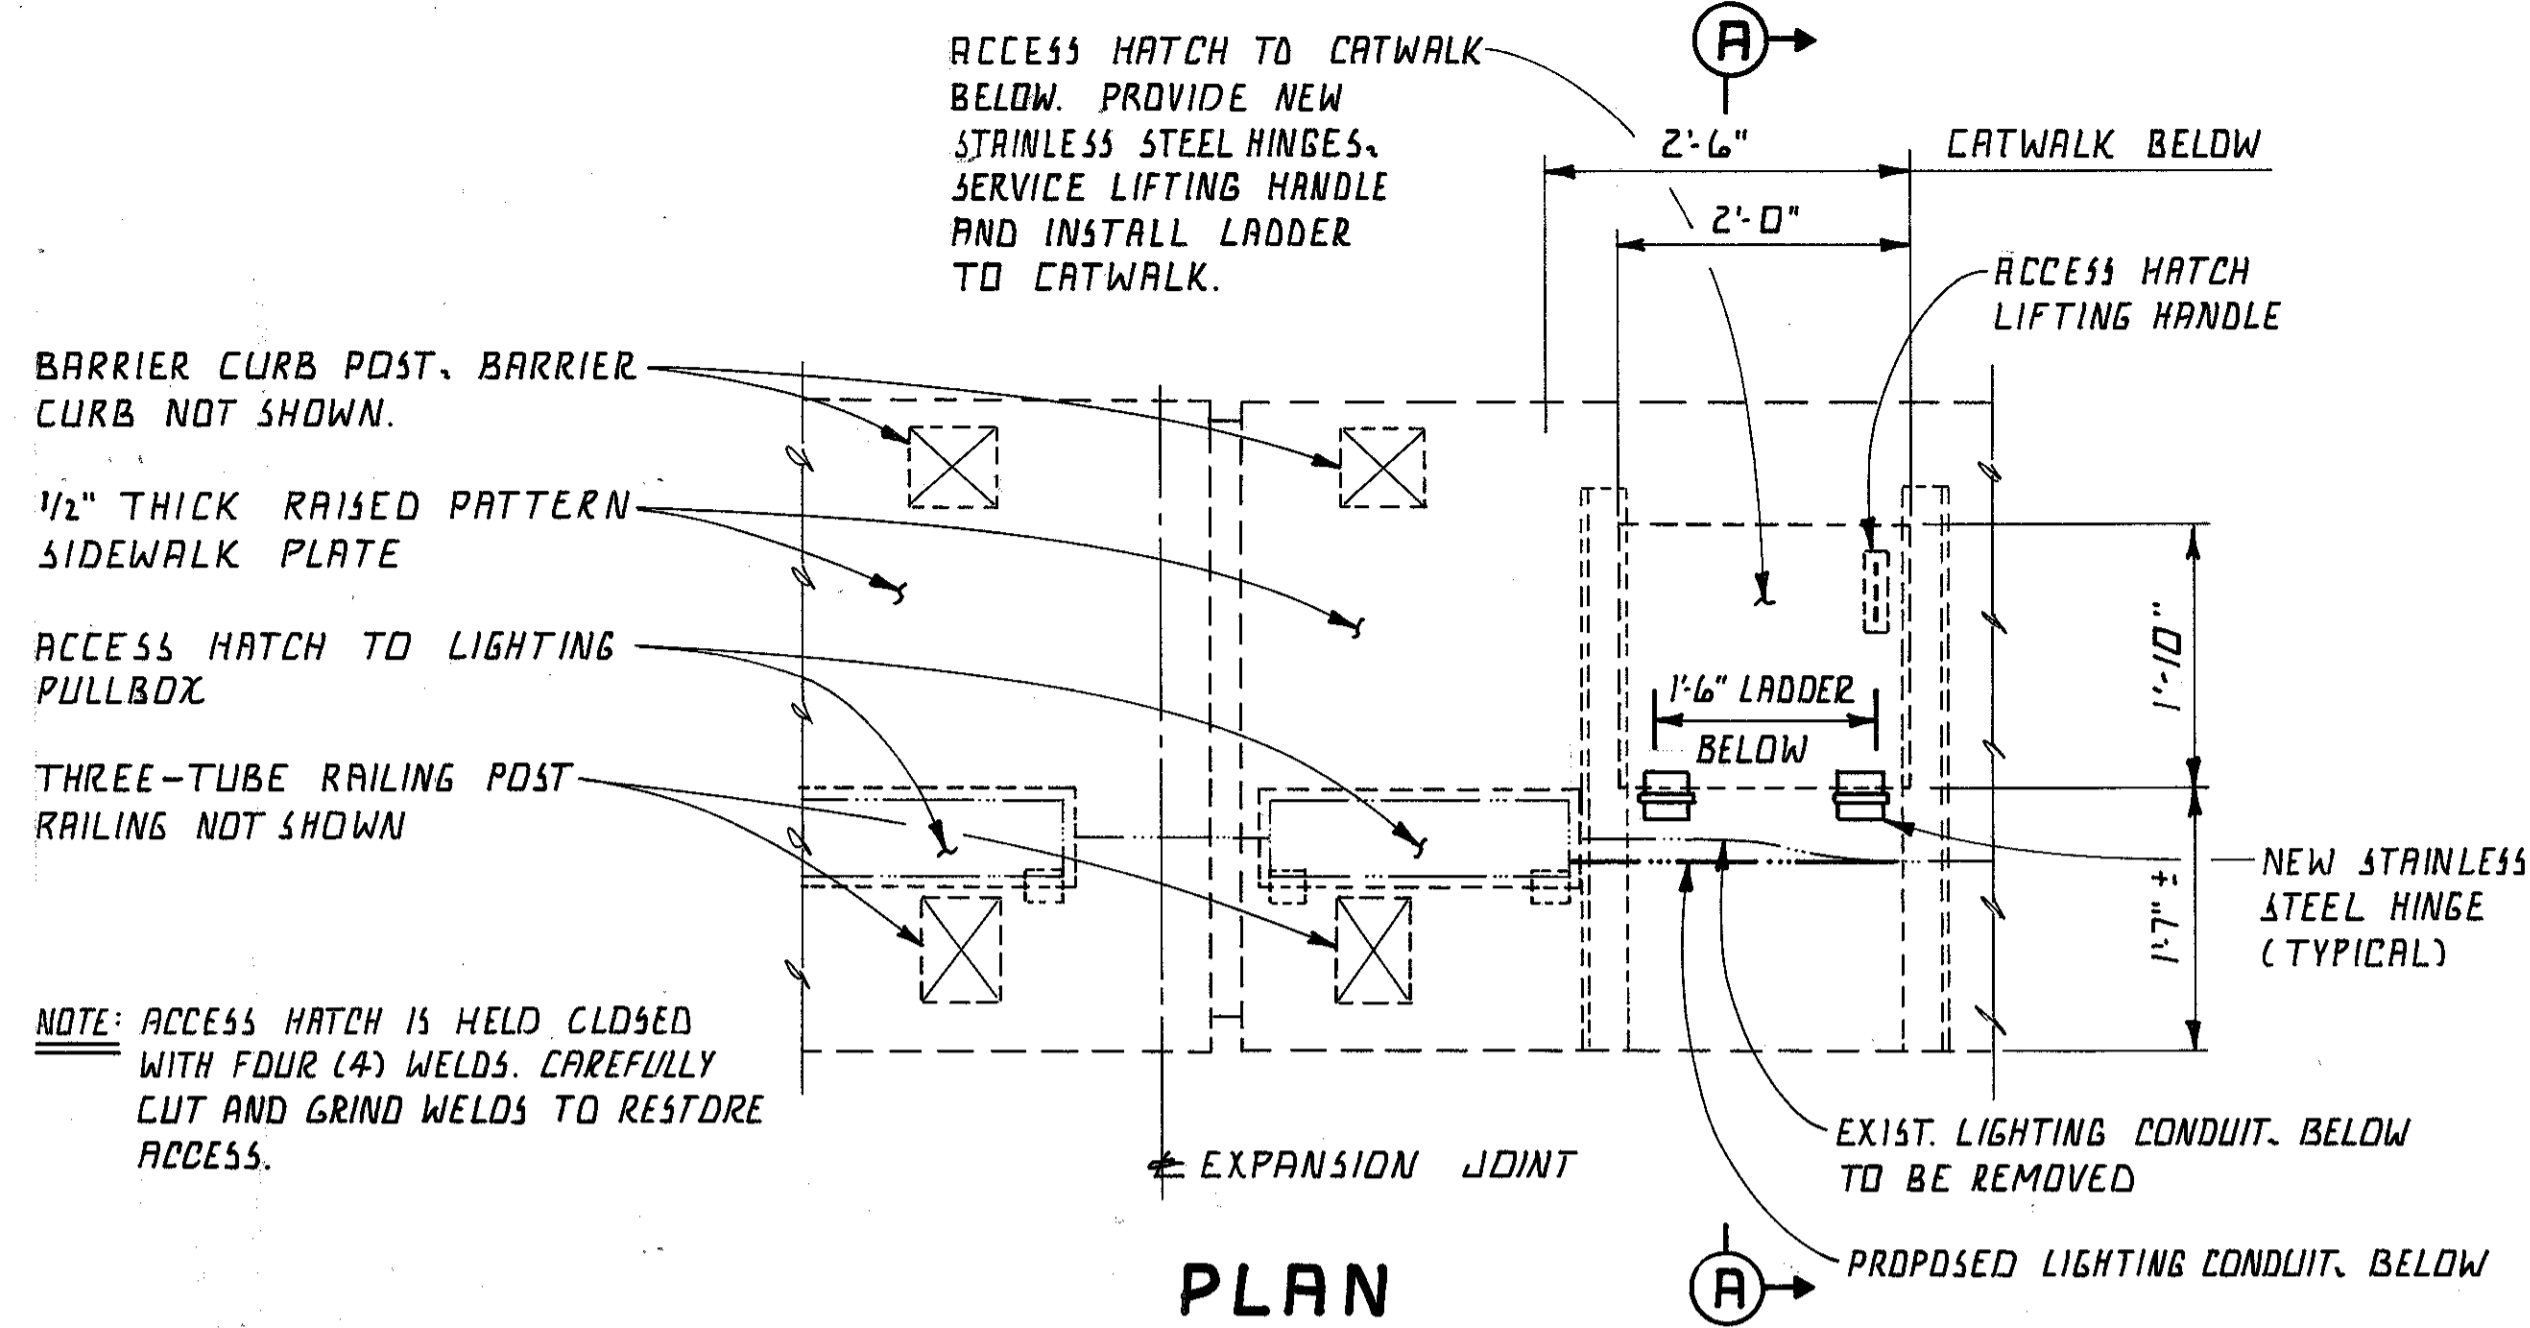 A
ACCESS HATCH TO CATWALK
BELOW. PROVIDE NEW
STAINLESS STEEL HINGES,
SERVICE LIFTING HANDLE
AND INSTALL LADDER
TO CATWALK.
2'-6"
CATWALK BELOW
2'-0"
ACCESS HATCH
LIFTING HANDLE
BARRIER CURB POST, BARRIER
CURB NOT SHOWN.
1/2" THICK RAISED PATTERN
SIDEWALK PLATE
ACCESS HATCH TO LIGHTING
PULLBOX
THREE-TUBE RAILING POST
RAILING NOT SHOWN
1'-6" LADDER
BELOW
1'-10"
1'-7" ±
NEW STAINLESS
STEEL HINGE
(TYPICAL)
NOTE: ACCESS HATCH IS HELD CLOSED
WITH FOUR (4) WELDS. CAREFULLY
CUT AND GRIND WELDS TO RESTORE
ACCESS.
℄ EXPANSION JOINT
EXIST. LIGHTING CONDUIT, BELOW
TO BE REMOVED
PROPOSED LIGHTING CONDUIT, BELOW
PLAN
A